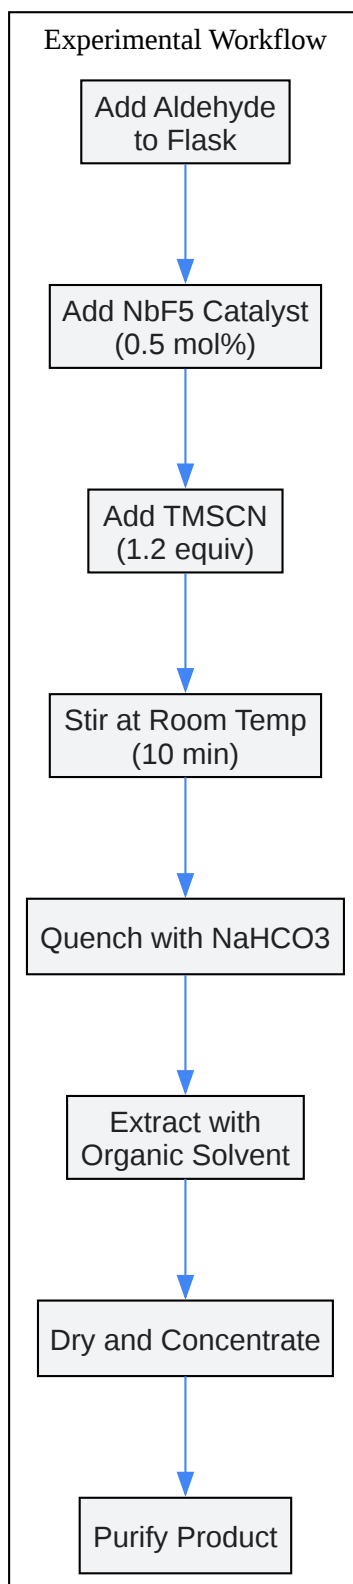 Experimental Workflow
Add Aldehyde
to Flask
Add NbF5 Catalyst
(0.5 mol%)
Add TMSCN
(1.2 equiv)
Stir at Room Temp
(10 min)
Quench with NaHCO3
Extract with
Organic Solvent
Dry and Concentrate
Purify Product